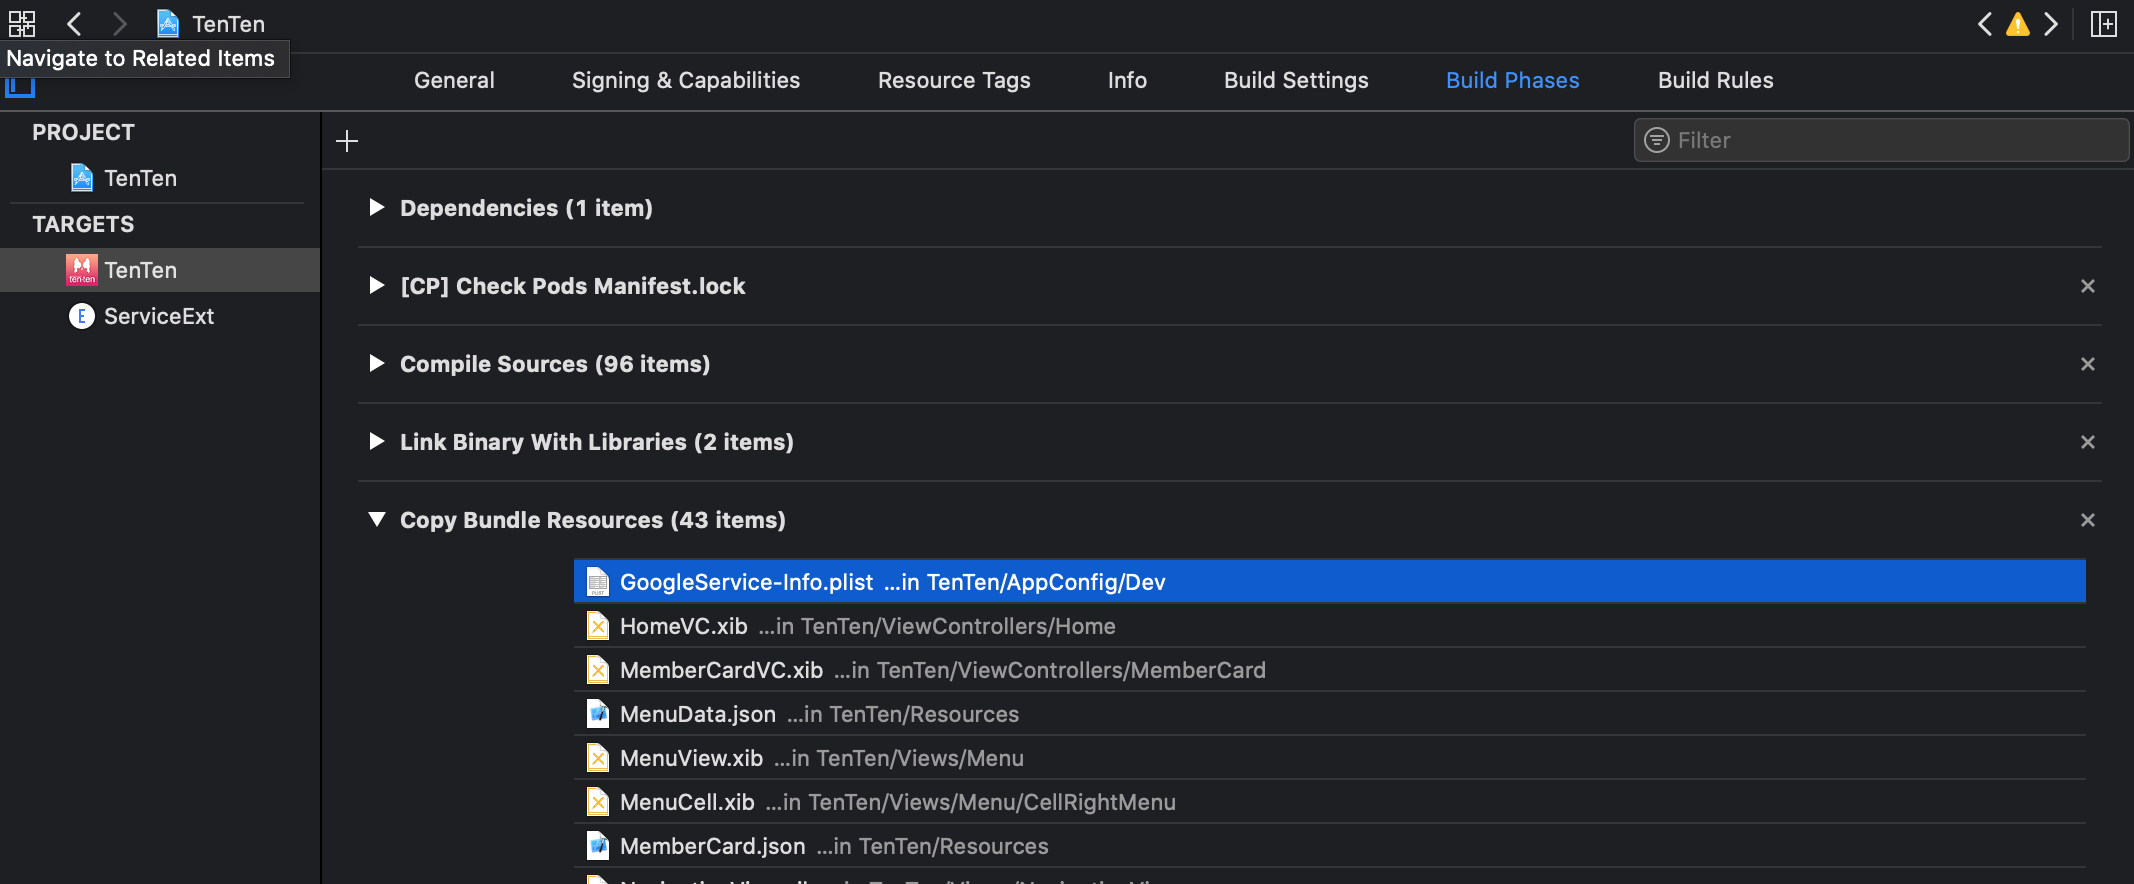 TenTen
Navigate to Related Items
General Signing & Capabilities Resource Tags Info Build Settings Build Phases Build Rules
PROJECT
TenTen
TARGETS
tenten TenTen
E ServiceExt
Filter
Dependencies (1 item)
[CP] Check Pods Manifest.lock
Compile Sources (96 items)
Link Binary With Libraries (2 items)
Copy Bundle Resources (43 items)
PLIST GoogleService-Info.plist ...in TenTen/AppConfig/Dev
HomeVC.xib ...in TenTen/ViewControllers/Home
MemberCardVC.xib ...in TenTen/ViewControllers/MemberCard
MenuData.json ...in TenTen/Resources
MenuView.xib ...in TenTen/Views/Menu
MenuCell.xib ...in TenTen/Views/Menu/CellRightMenu
MemberCard.json ...in TenTen/Resources